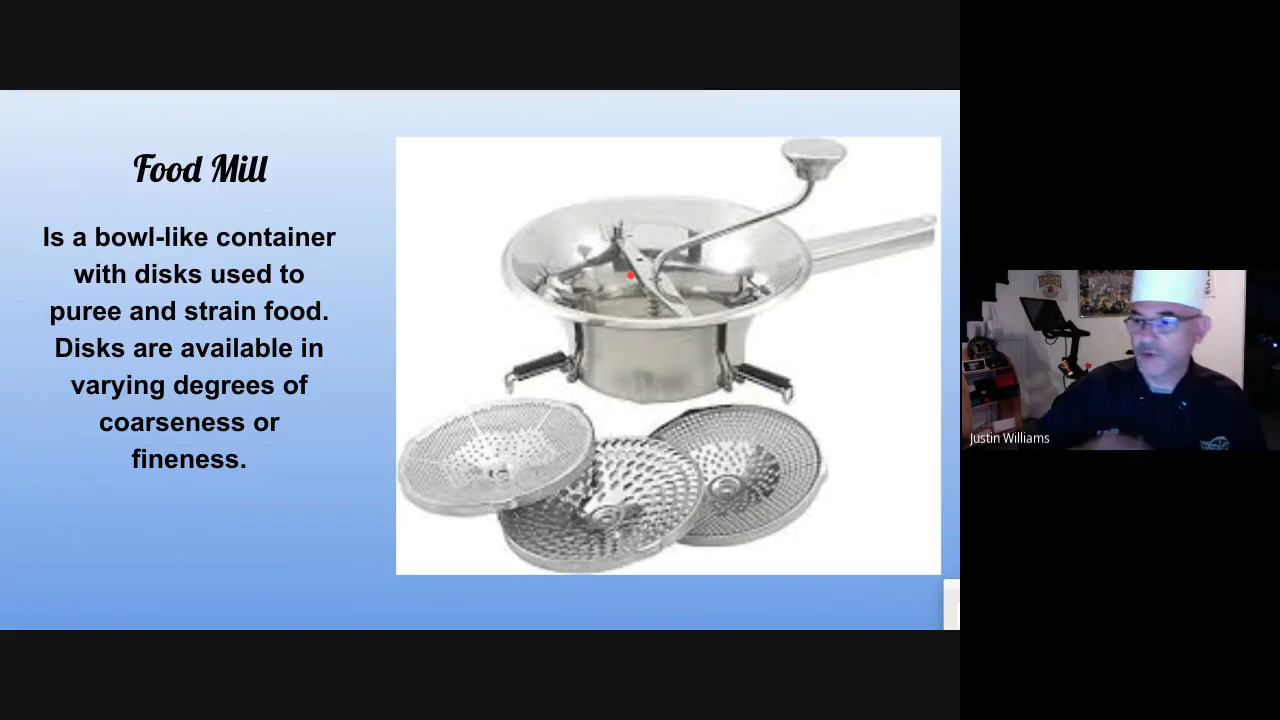 Food Mill
Is a bowl-like container
with disks used to
puree and strain food.
Disks are available in
varying degrees of
coarseness or
fineness.
Justin Williams